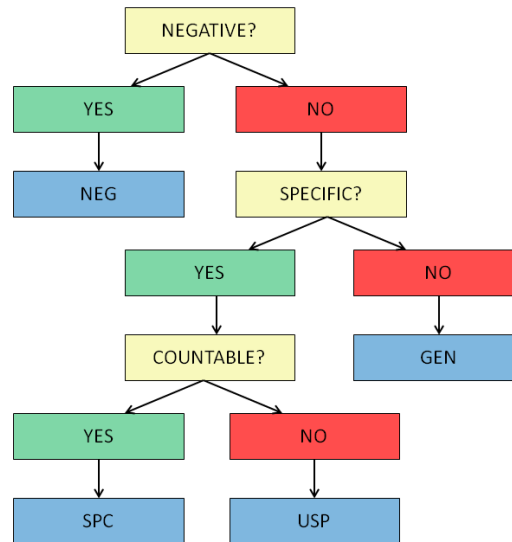 NEGATIVE?
YES
NO
NEG
SPECIFIC?
YES
NO
COUNTABLE?
GEN
YES
NO
SPC
USP